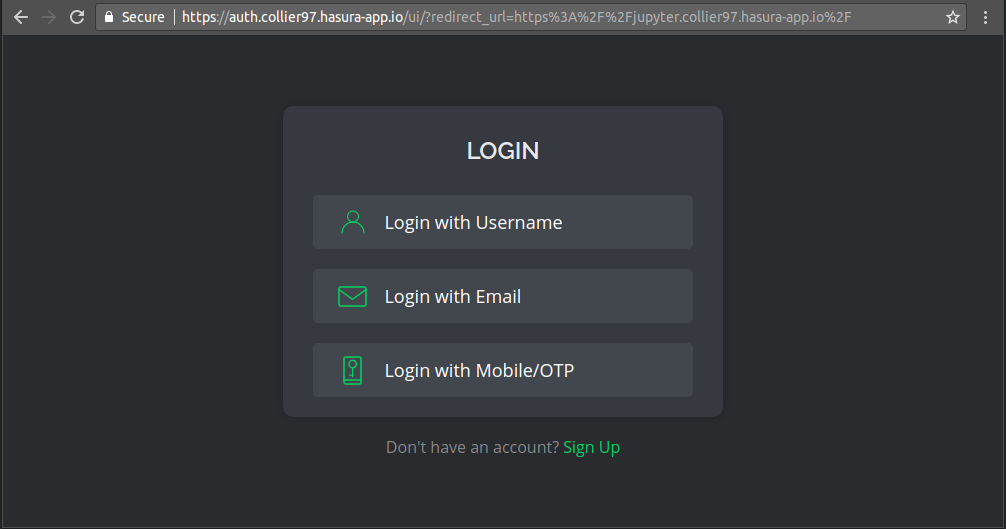 Secure https://auth.collier97.hasura-app.io/ui/?redirect_url=https%3A%2F%2Fjupyter.collier97.hasura-app.io%2F
LOGIN
Login with Username
Login with Email
Login with Mobile/OTP
Don't have an account? Sign Up